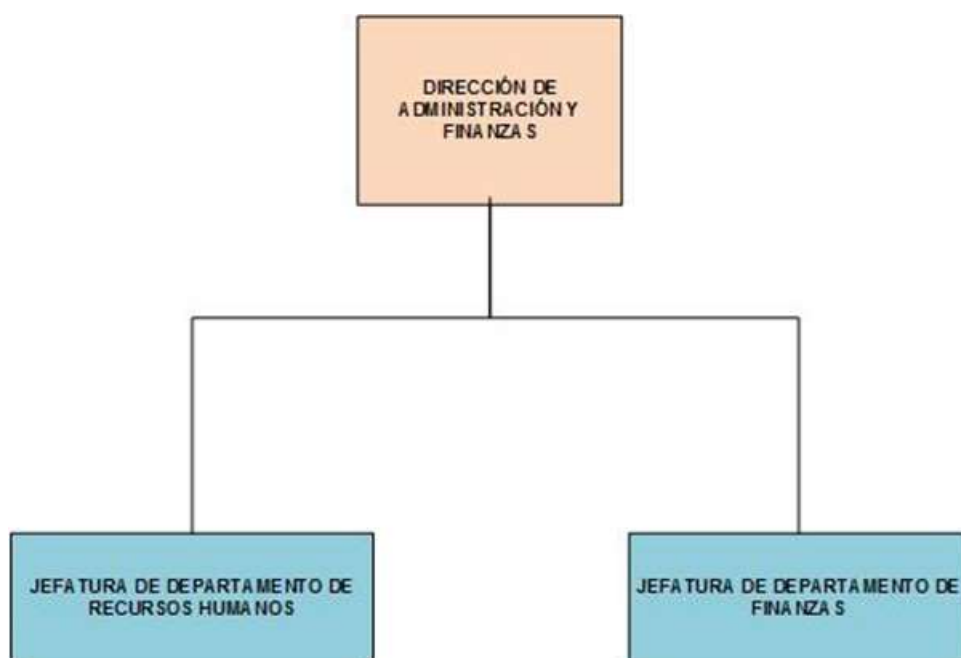 DIRECCIÓN DE
ADMINISTRACIÓN Y
FINANZAS
JEFATURA DE DEPARTAMENTO DE
RECURSOS HUMANOS
JEFATURA DE DEPARTAMENTO DE
FINANZAS